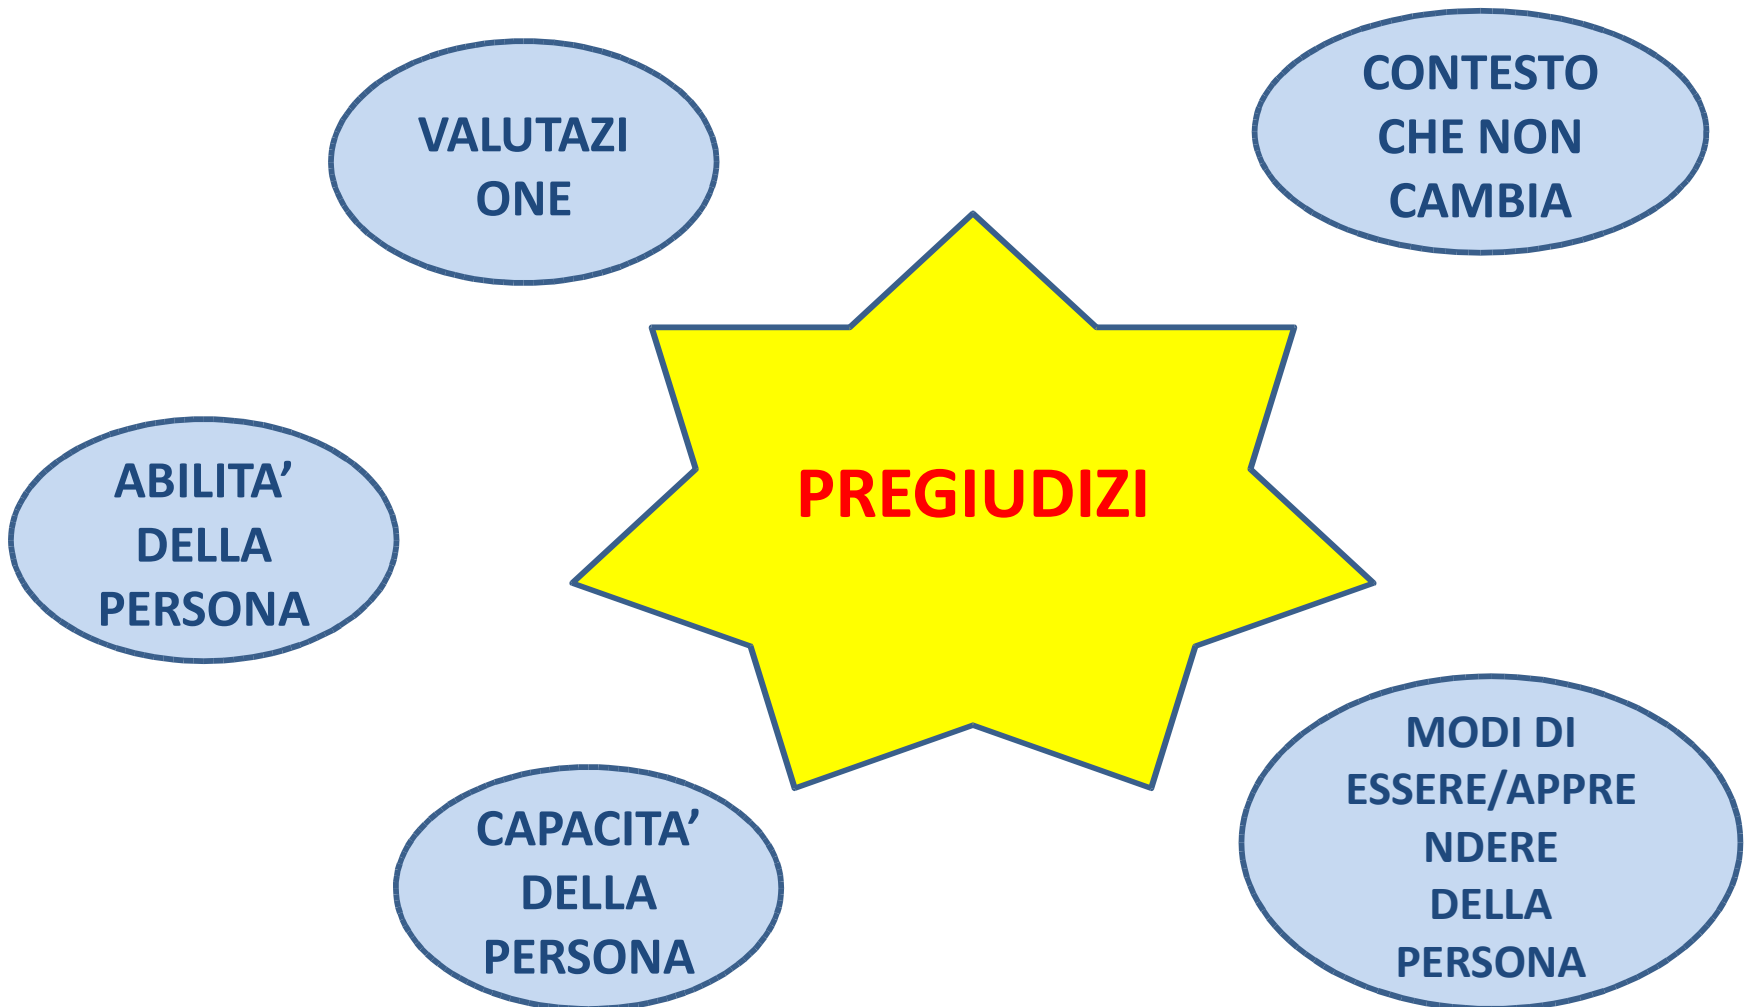 VALUTAZI
ONE
CONTESTO
CHE NON
CAMBIA
ABILITA’
DELLA
PERSONA
PREGIUDIZI
CAPACITA’
DELLA
PERSONA
MODI DI
ESSERE/APPRE
NDERE
DELLA
PERSONA